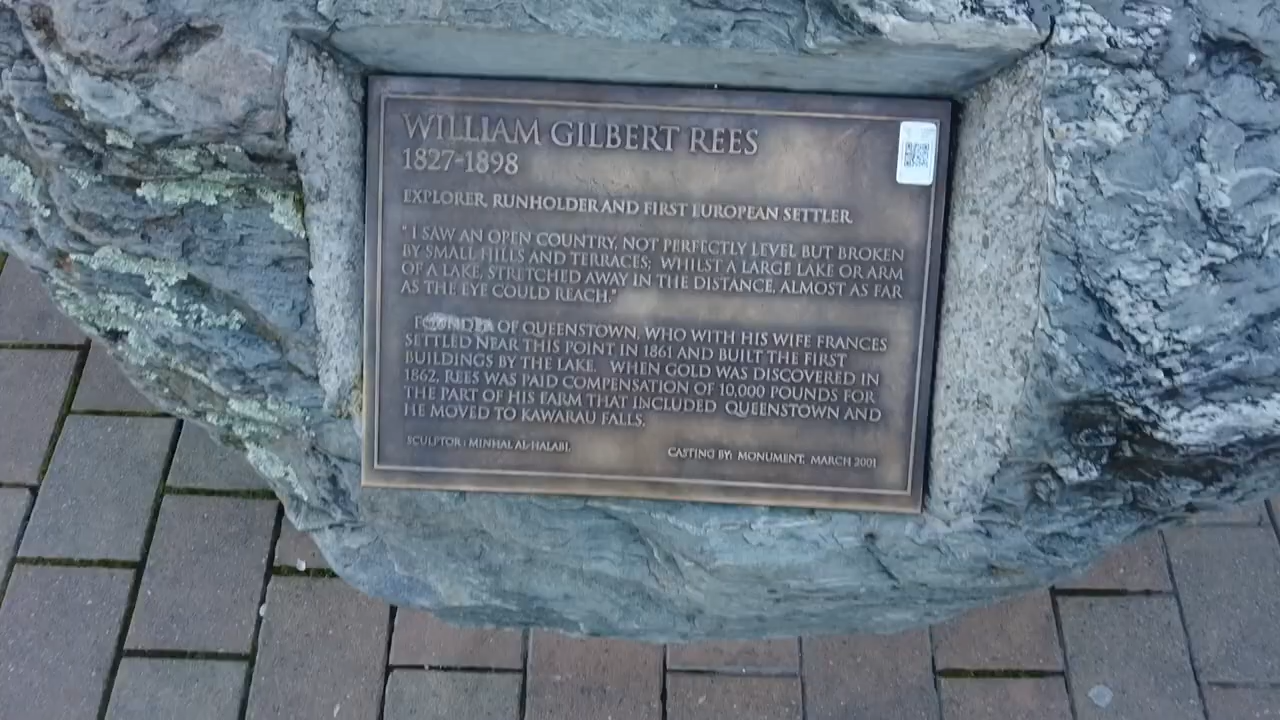 WILLIAM GILBERT REES
1827-1898
EXPLORER, RUNHOLDER AND FIRST EUROPEAN SETTLER
"I SAW AN OPEN COUNTRY, NOT PERFECTLY LEVEL BUT BROKEN
BY SMALL HILLS AND TERRACES; WHILST A LARGE LAKE OR ARM
OF A LAKE, STRETCHED AWAY IN THE DISTANCE, ALMOST AS FAR
AS THE EYE COULD REACH."
FOUNDER OF QUEENSTOWN, WHO WITH HIS WIFE FRANCES
SETTLED NEAR THIS POINT IN 1861 AND BUILT THE FIRST
BUILDINGS BY THE LAKE. WHEN GOLD WAS DISCOVERED IN
1862, REES WAS PAID COMPENSATION OF 10,000 POUNDS FOR
THE PART OF HIS FARM THAT INCLUDED QUEENSTOWN AND
HE MOVED TO KAWARAU FALLS.
SCULPTOR: MINHAL AL-HALABI. CASTING BY: MONUMENT, MARCH 2001